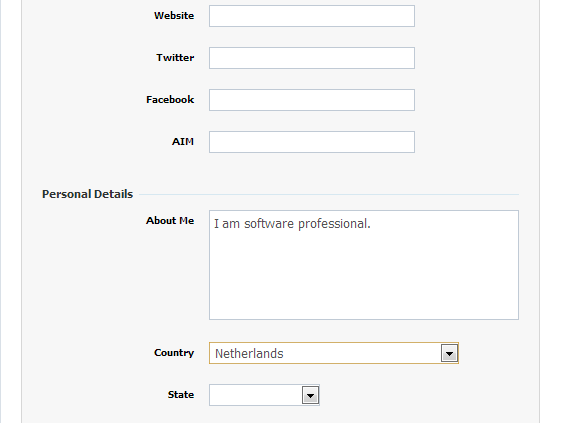 Website
Twitter
Facebook
AIM
Personal Details
About Me
I am software professional.
Country
Netherlands
State